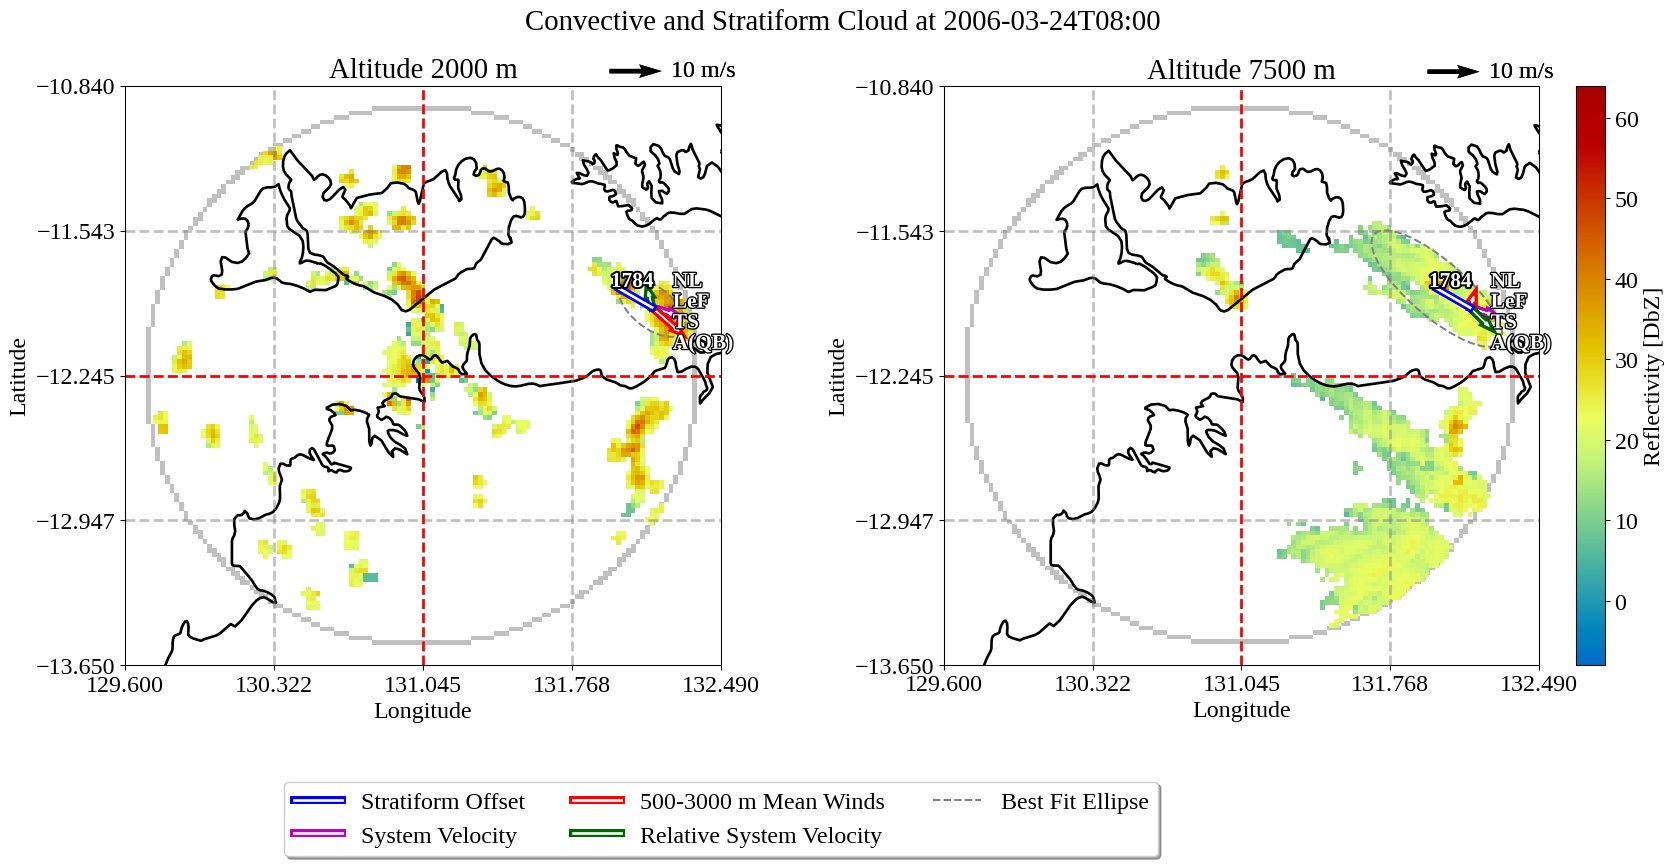 Convective and Stratiform Cloud at 2006-03-24T08:00
Altitude 2000 m
10 m/s
Altitude 7500 m
10 m/s
−10.840
−11.543
−12.245
−12.947
−13.650
129.600
130.322
131.045
131.768
132.490
Latitude
Longitude
1784
NL
LeF
TS
A(QB)
−10.840
−11.543
−12.245
−12.947
−13.650
129.600
130.322
131.045
131.768
132.490
Latitude
Longitude
1784
NL
LeF
TS
A(QB)
60
50
40
30
20
10
0
Reflectivity [DbZ]
Stratiform Offset
500-3000 m Mean Winds
Best Fit Ellipse
System Velocity
Relative System Velocity